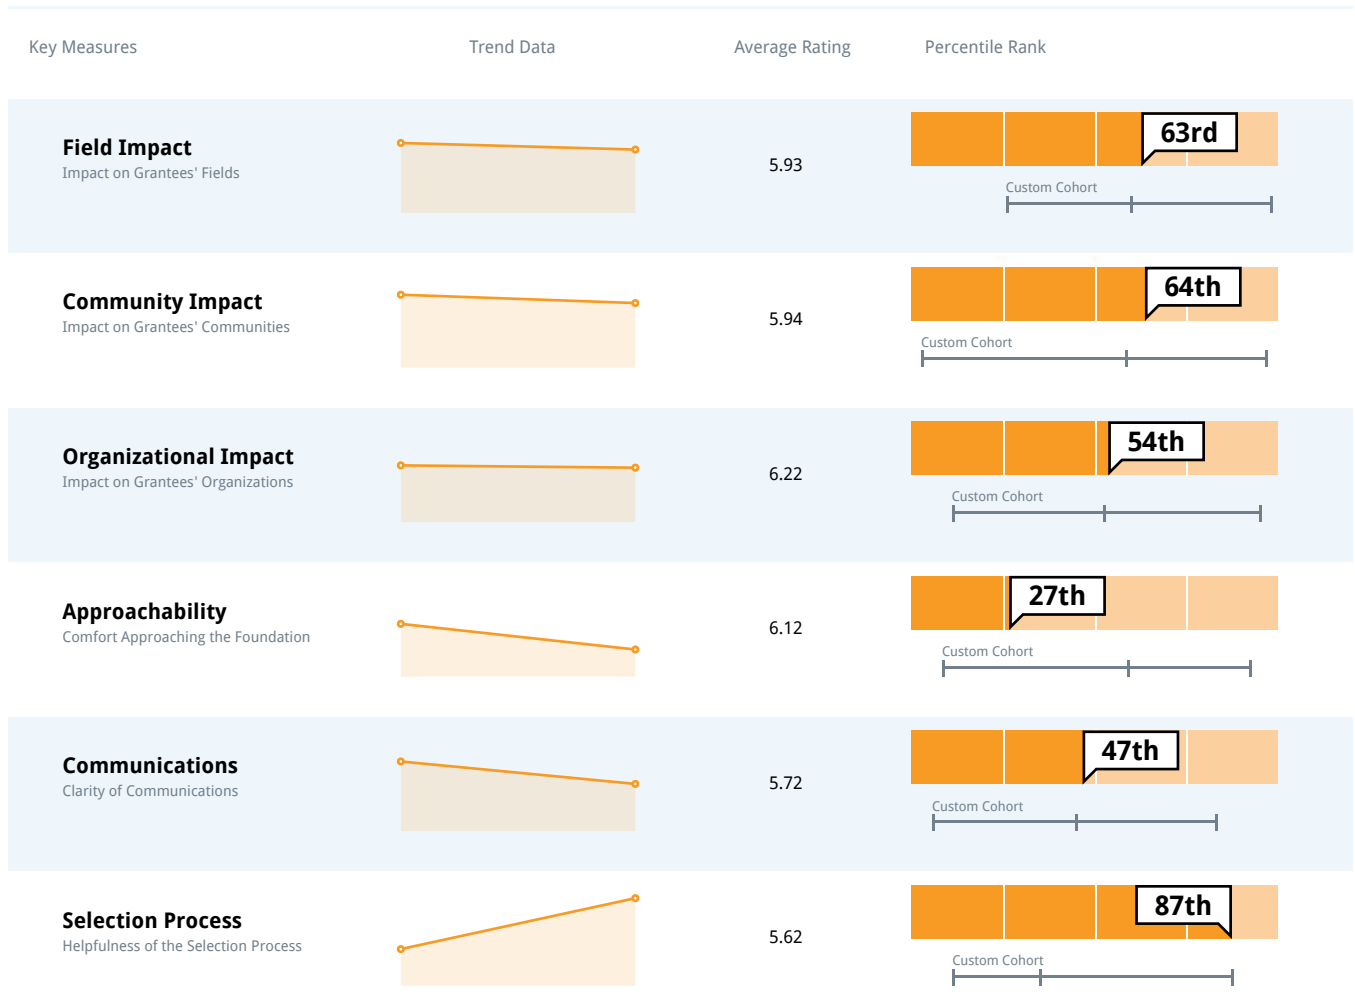 Key Measures Trend Data Average Rating Percentile Rank
Field Impact
Impact on Grantees' Fields
5.93
63rd
Custom Cohort
Community Impact
Impact on Grantees' Communities
5.94
64th
Custom Cohort
Organizational Impact
Impact on Grantees' Organizations
6.22
54th
Custom Cohort
Approachability
Comfort Approaching the Foundation
6.12
27th
Custom Cohort
Communications
Clarity of Communications
5.72
47th
Custom Cohort
Selection Process
Helpfulness of the Selection Process
5.62
87th
Custom Cohort